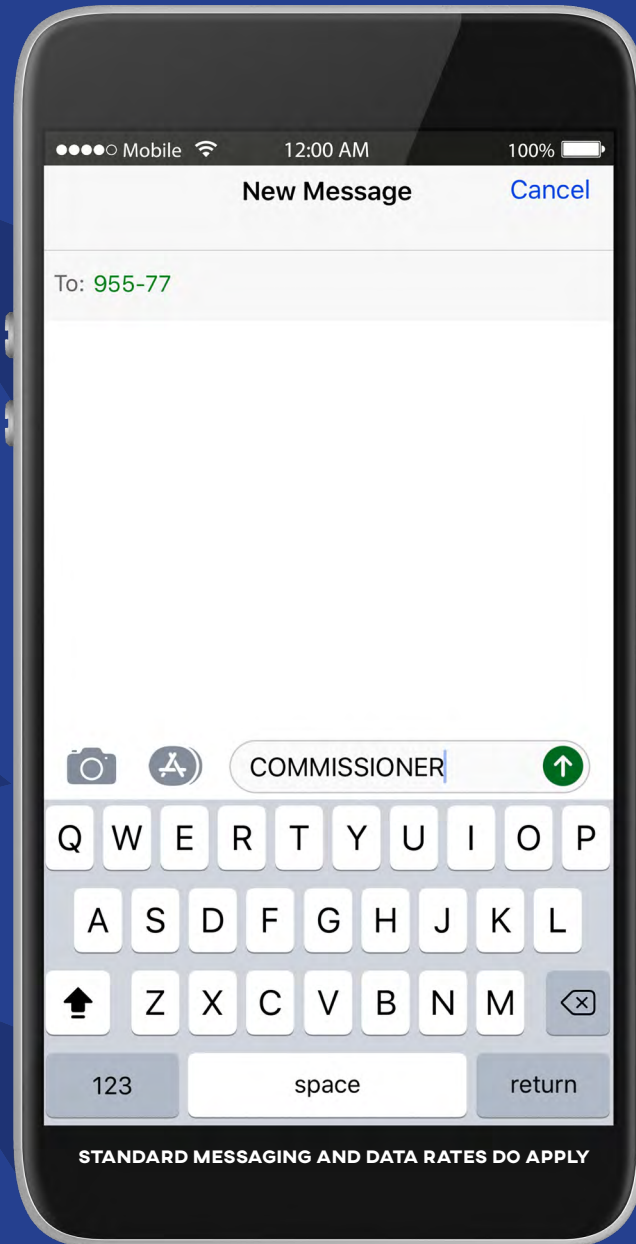 Mobile 12:00 AM 100%
New Message Cancel
To: 955-77
COMMISSIONER
Q W E R T Y U I O P
A S D F G H J K L
Z X C V B N M
123 space return
STANDARD MESSAGING AND DATA RATES DO APPLY